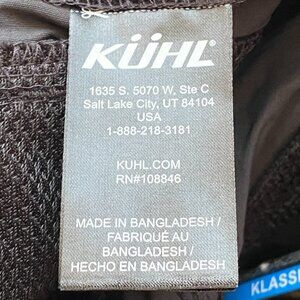 KÜHL
1635 S. 5070 W, Ste C
Salt Lake City, UT 84104
USA
1-888-218-3181
KUHL.COM
RN#108846
MADE IN BANGLADESH /
FABRIQUÉ AU
BANGLADESH /
HECHO EN BANGLADESH